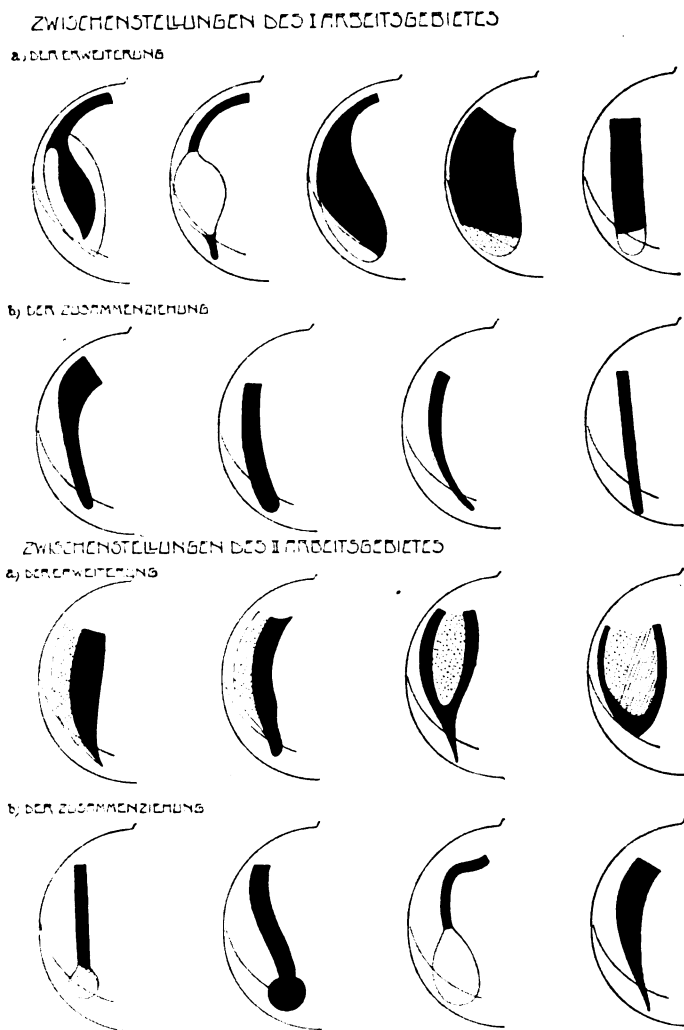 ZWISCHENSTELLUNGEN DES I ARBEITSGEBIETES
a) DER ERWEITERUNG
b) DER ZUSAMMENZIEHUNG
ZWISCHENSTELLUNGEN DES II ARBEITSGEBIETES
a) DER ERWEITERUNG
b) DER ZUSAMMENZIEHUNG